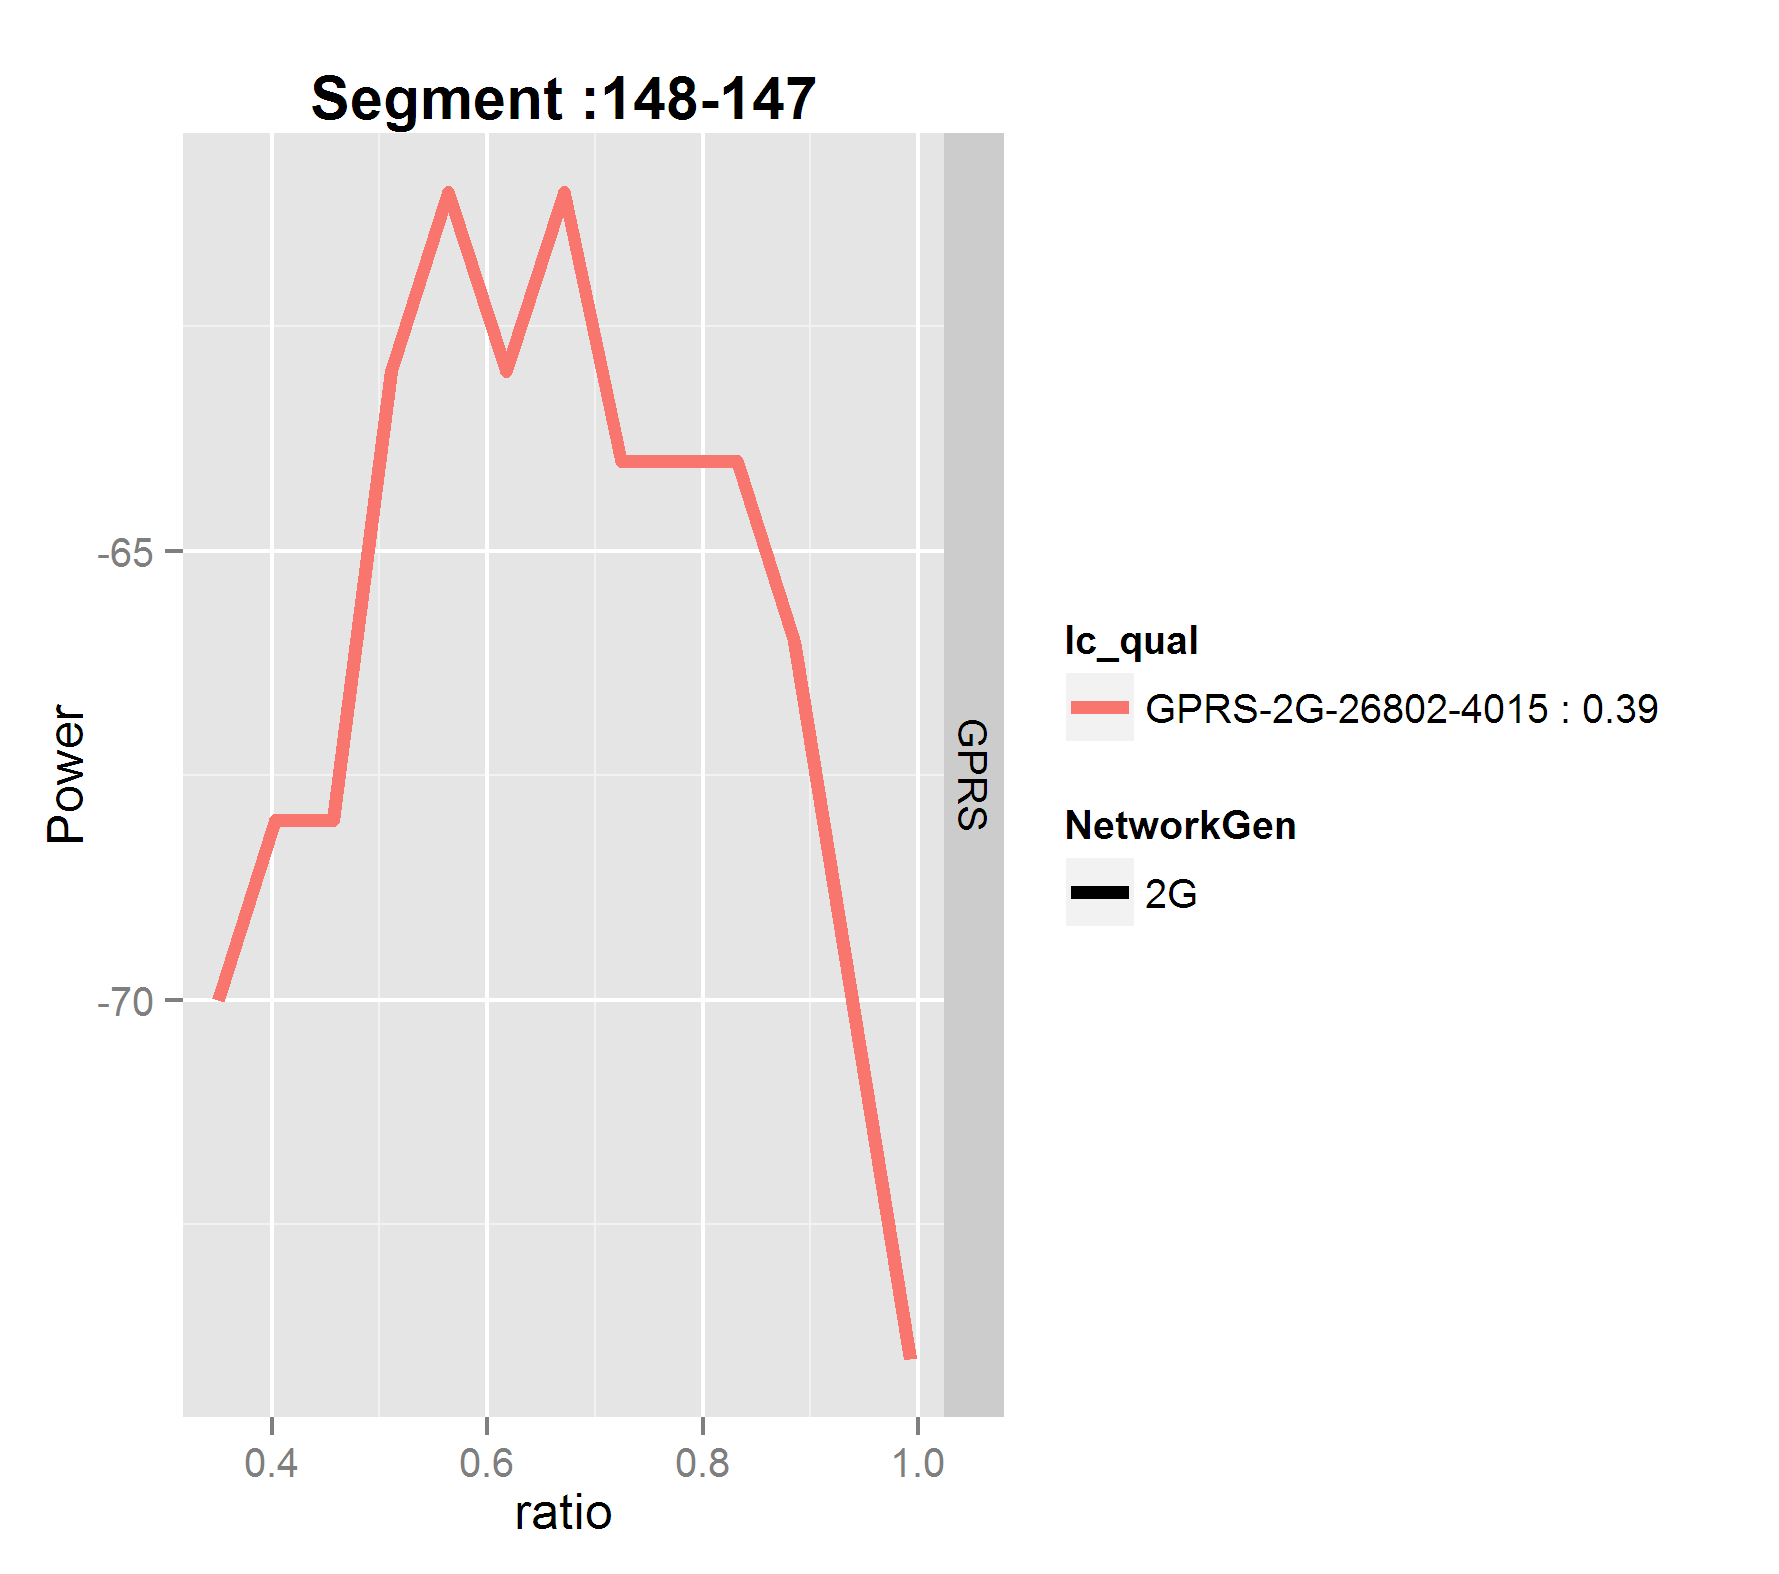 Segment :148-147
Power
-65
-70
0.4
0.6
0.8
1.0
ratio
GPRS
lc_qual
GPRS-2G-26802-4015 : 0.39
NetworkGen
2G